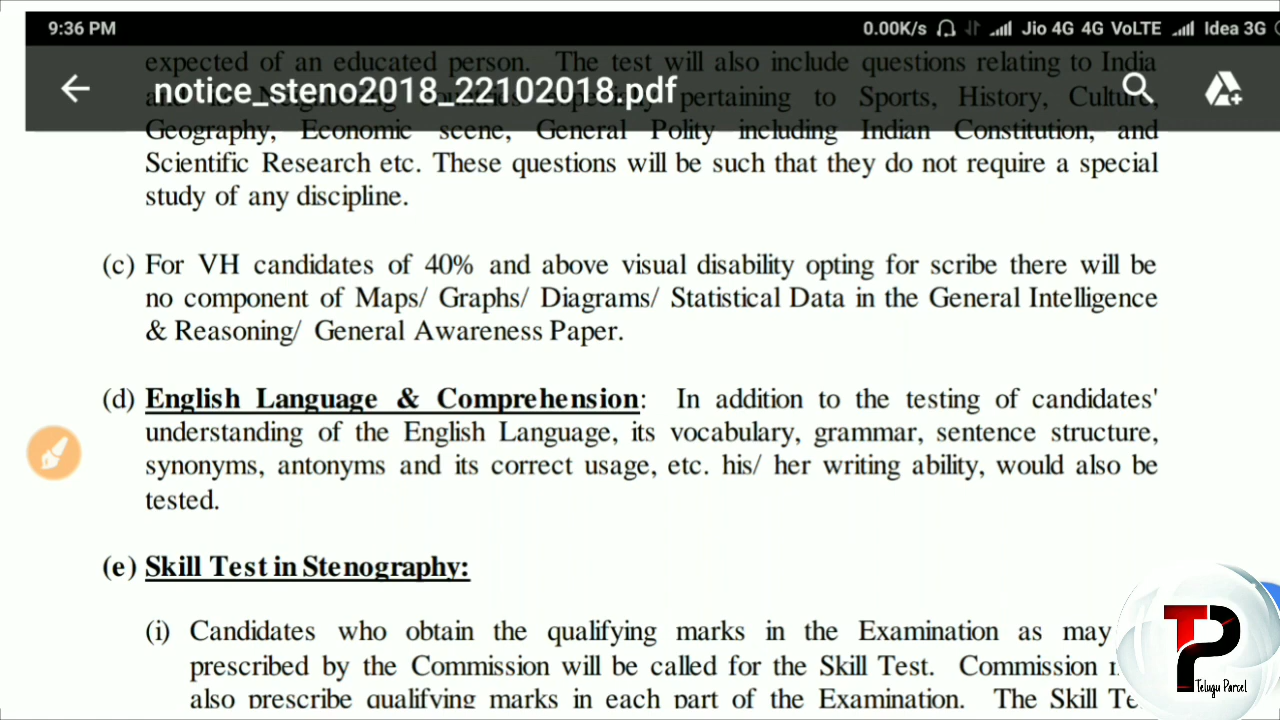 9:36 PM
0.00K/s Jio 4G 4G VoLTE Idea 3G
expected of an educated person. The test will also include questions relating to India
notice_steno2018_22102018.pdf
pertaining to Sports, History, Culture,
Geography, Economic scene, General Polity including Indian Constitution, and
Scientific Research etc. These questions will be such that they do not require a special
study of any discipline.
(c) For VH candidates of 40% and above visual disability opting for scribe there will be
no component of Maps/ Graphs/ Diagrams/ Statistical Data in the General Intelligence
& Reasoning/ General Awareness Paper.
(d) English Language & Comprehension: In addition to the testing of candidates'
understanding of the English Language, its vocabulary, grammar, sentence structure,
synonyms, antonyms and its correct usage, etc. his/ her writing ability, would also be
tested.
(e) Skill Test in Stenography:
(i) Candidates who obtain the qualifying marks in the Examination as may
prescribed by the Commission will be called for the Skill Test. Commission
also prescribe qualifying marks in each part of the Examination. The Skill
TP
Telugu Parcel